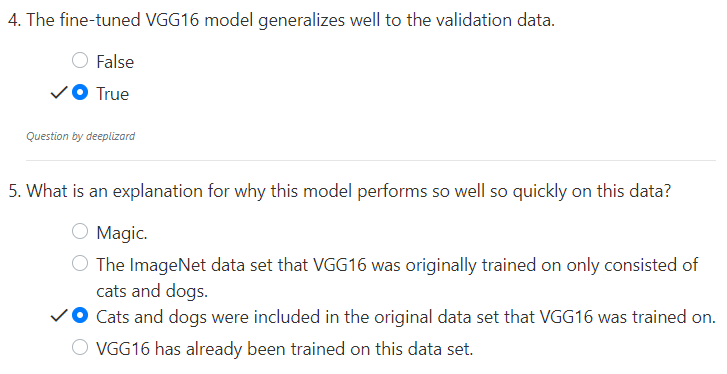 4. The fine-tuned VGG16 model generalizes well to the validation data.
False
True
Question by deeplizard
5. What is an explanation for why this model performs so well so quickly on this data?
Magic.
The ImageNet data set that VGG16 was originally trained on only consisted of
cats and dogs.
Cats and dogs were included in the original data set that VGG16 was trained on.
VGG16 has already been trained on this data set.